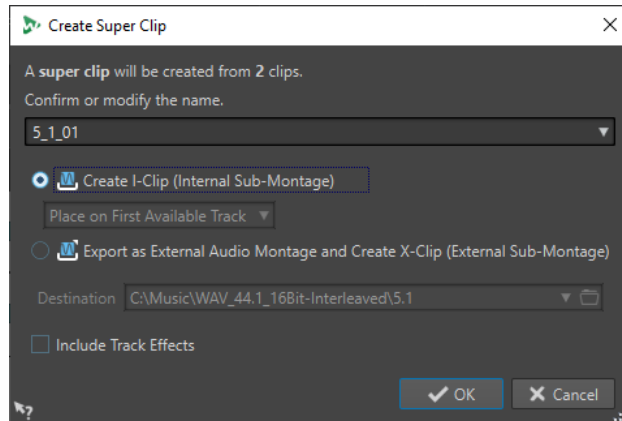 Create Super Clip
A super clip will be created from 2 clips.
Confirm or modify the name.
5_1_01
Create I-Clip (Internal Sub-Montage)
Place on First Available Track
Export as External Audio Montage and Create X-Clip (External Sub-Montage)
Destination C:\Music\WAV_44.1_16Bit-Interleaved\5.1
Include Track Effects
OK Cancel